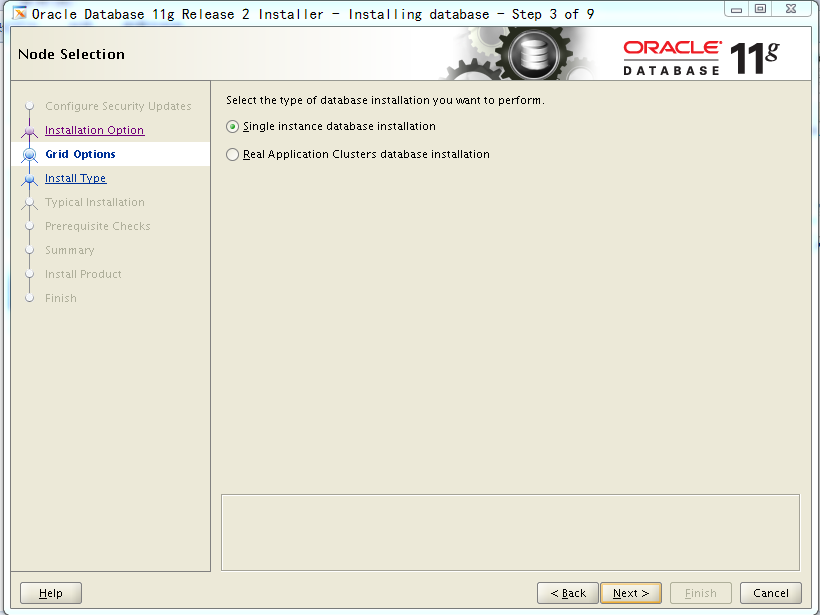 Oracle Database 11g Release 2 Installer - Installing database - Step 3 of 9
Node Selection
ORACLE
DATABASE
11g
Configure Security Updates
Installation Option
Grid Options
Install Type
Typical Installation
Prerequisite Checks
Summary
Install Product
Finish
Select the type of database installation you want to perform.
Single instance database installation
Real Application Clusters database installation
Help
< Back
Next >
Finish
Cancel